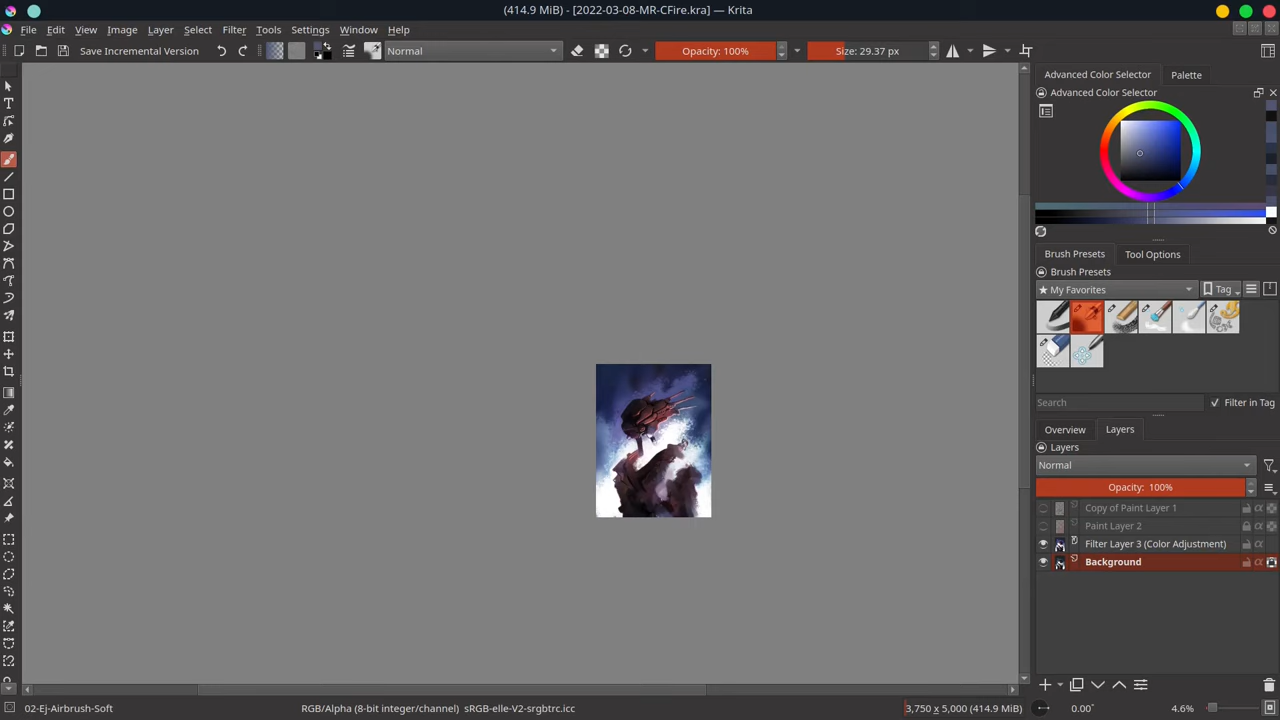 (414.9 MiB) - [2022-03-08-MR-CFire.kra] — Krita
File Edit View Image Layer Select Filter Tools Settings Window Help
Save Incremental Version Normal Opacity: 100% Size: 29.37 px
Advanced Color Selector Palette
Advanced Color Selector
Brush Presets Tool Options
Brush Presets
★ My Favorites Tag
Search Filter in Tag
Overview Layers
Layers
Normal
Opacity: 100%
Copy of Paint Layer 1
Paint Layer 2
Filter Layer 3 (Color Adjustment)
Background
02-Ej-Airbrush-Soft RGB/Alpha (8-bit integer/channel) sRGB-elle-V2-srgbtrc.icc 3,750 x 5,000 (414.9 MiB) 0.00° 4.6%